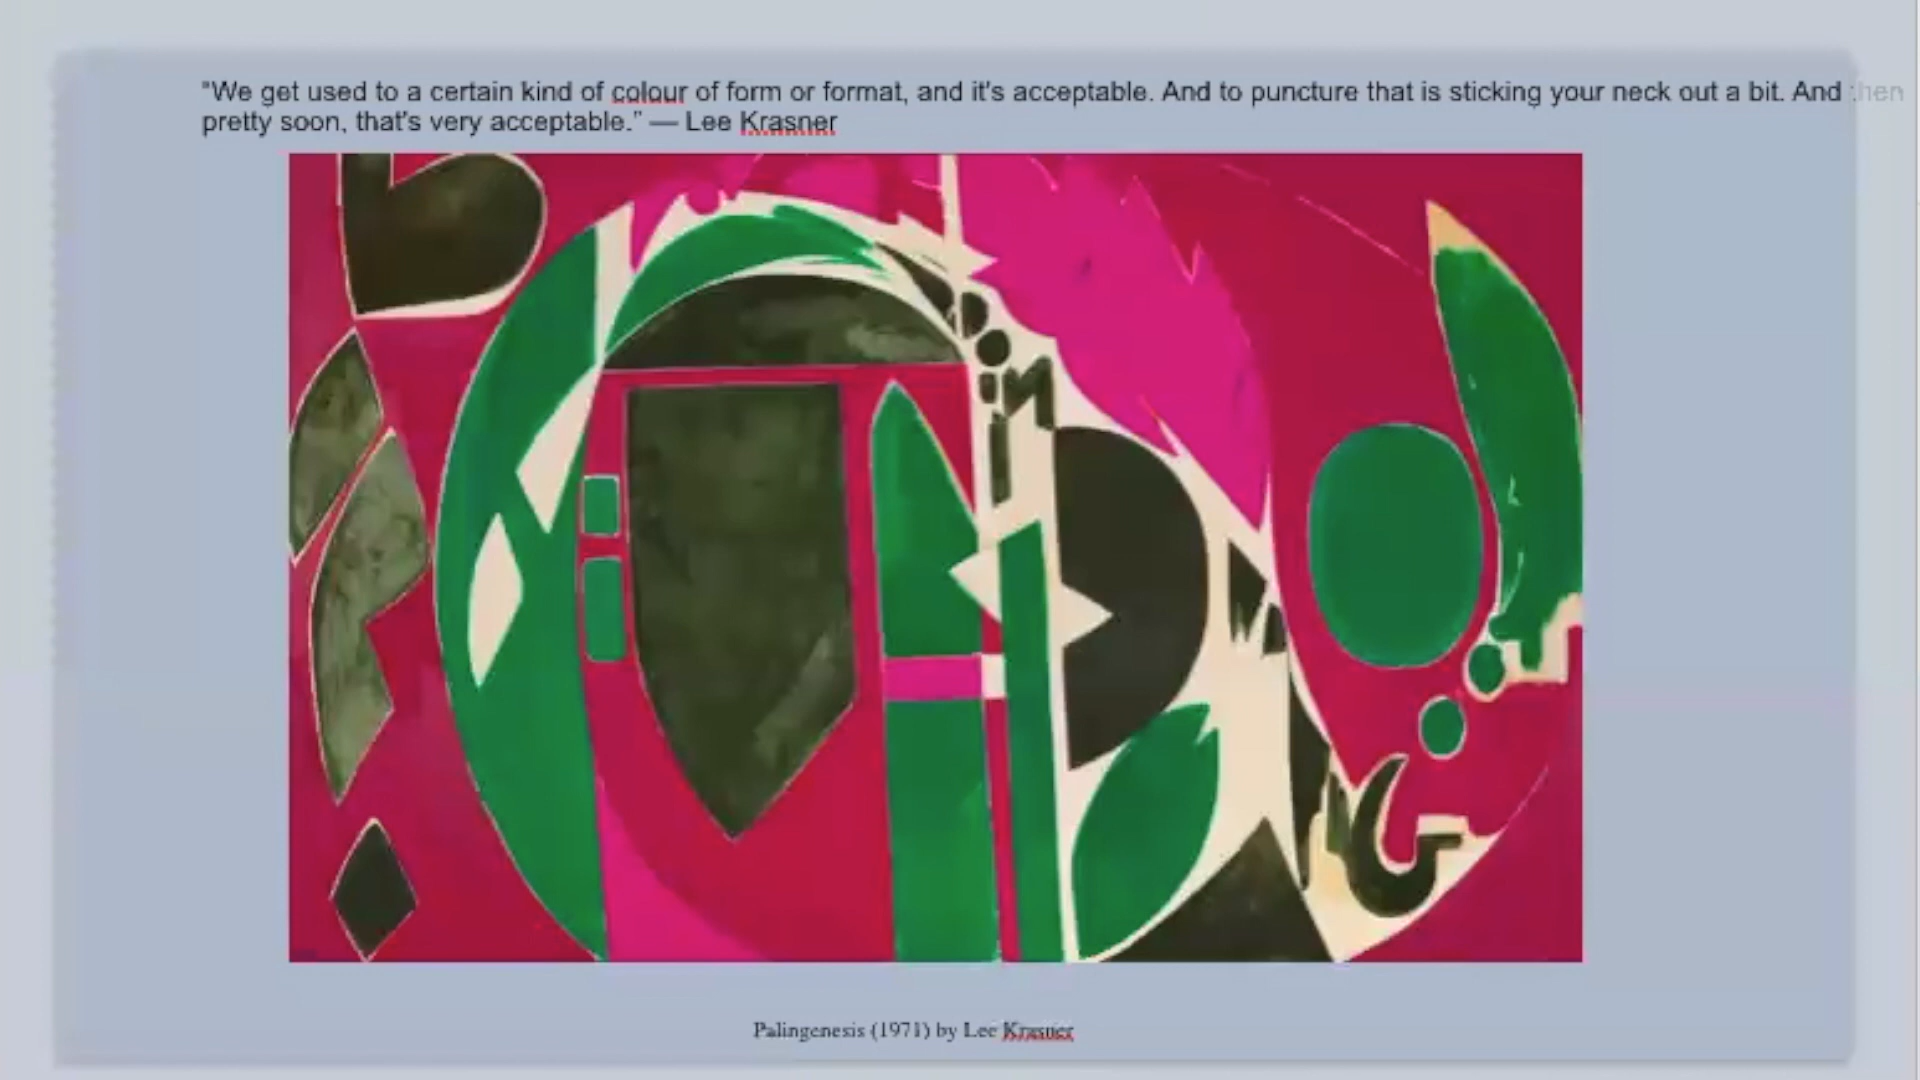 "We get used to a certain kind of colour of form or format, and it's acceptable. And to puncture that is sticking your neck out a bit. And then
pretty soon, that's very acceptable.” — Lee Krasner
Palingenesis (1971) by Lee Krasner